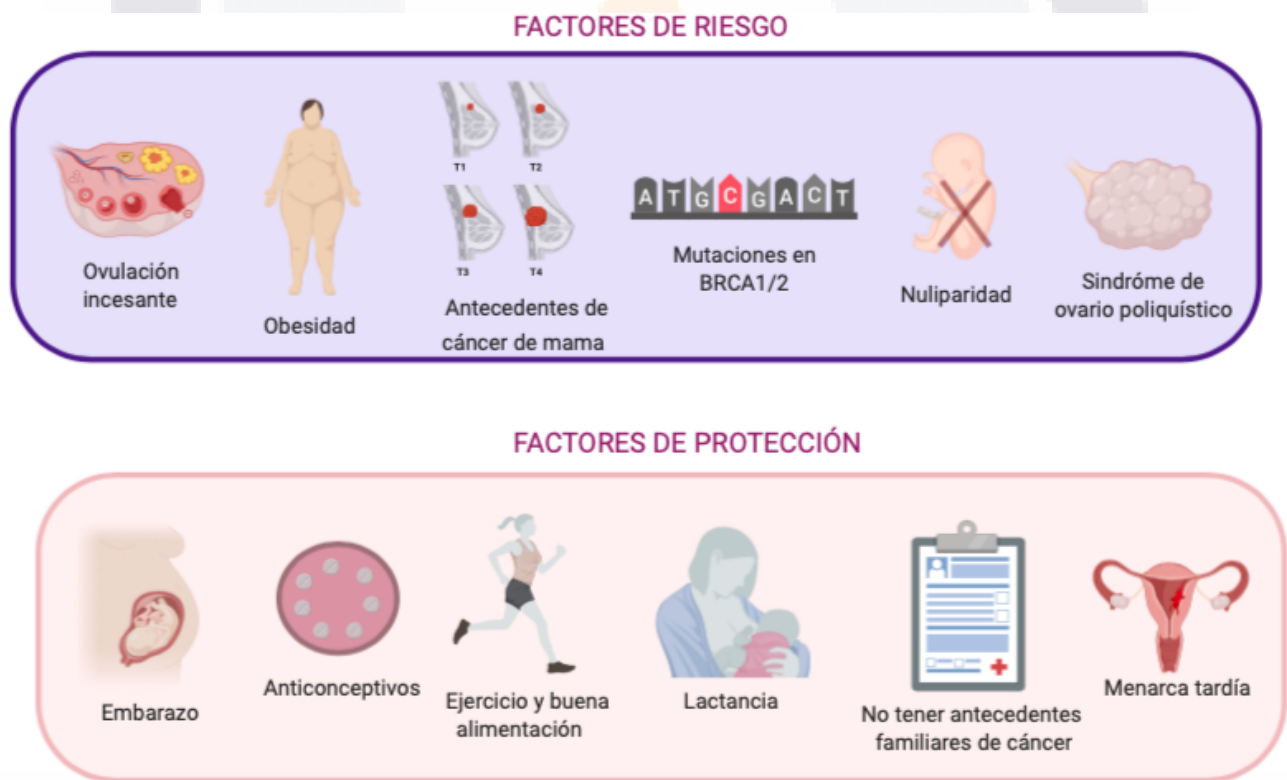 FACTORES DE RIESGO
T1
T2
T3
T4
A T G C G A C T
Ovulación
incesante
Obesidad
Antecedentes de
cáncer de mama
Mutaciones en
BRCA1/2
Nuliparidad
Sindróme de
ovario poliquístico
FACTORES DE PROTECCIÓN
Embarazo
Anticonceptivos
Ejercicio y buena
alimentación
Lactancia
No tener antecedentes
familiares de cáncer
Menarca tardía